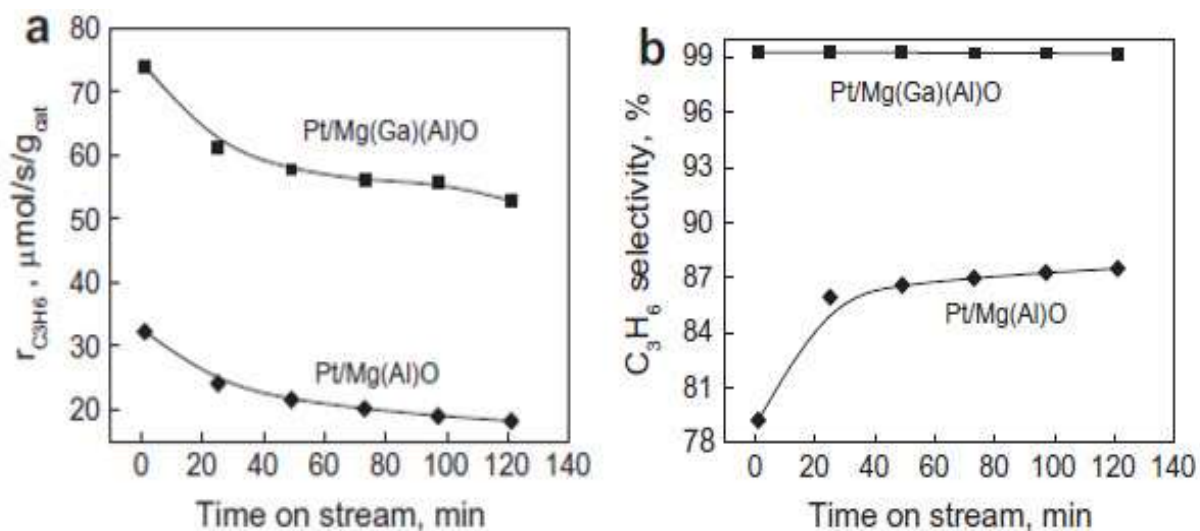 a
r_C3H6, μmol/s/g_cat
80
70
60
50
40
30
20
Pt/Mg(Ga)(Al)O
Pt/Mg(Al)O
0 20 40 60 80 100 120 140
Time on stream, min
b
C₃H₆ selectivity, %
99
96
93
90
87
84
81
78
Pt/Mg(Ga)(Al)O
Pt/Mg(Al)O
0 20 40 60 80 100 120 140
Time on stream, min